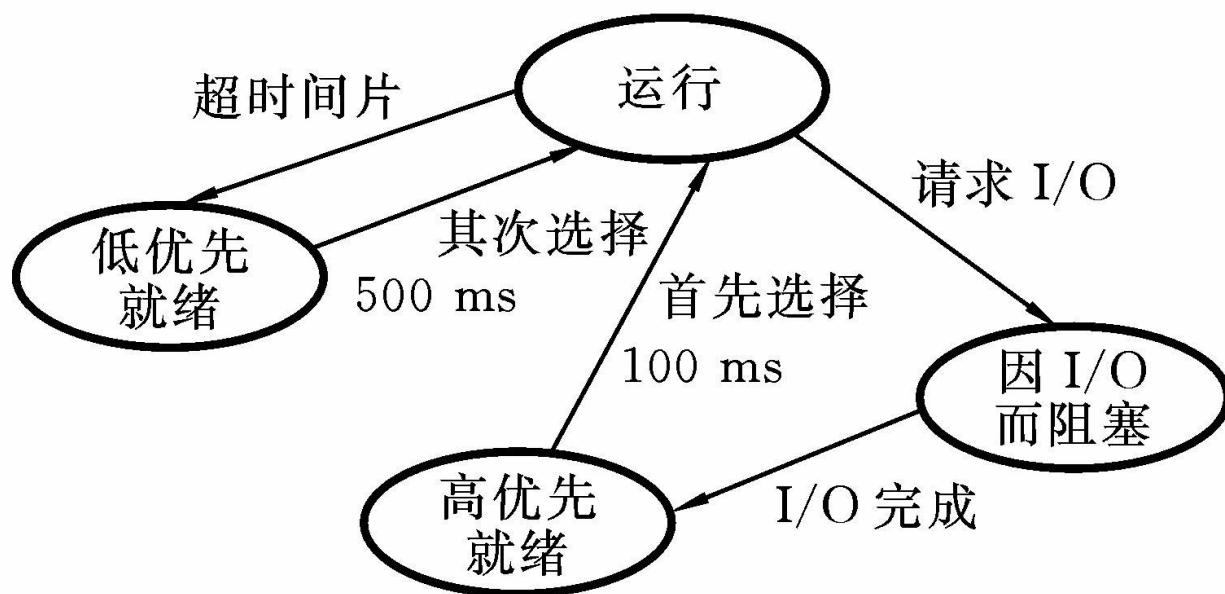 运行
超时间片
请求 I/O
低优先
就绪
其次选择
500 ms
首先选择
100 ms
因 I/O
而阻塞
高优先
就绪
I/O 完成